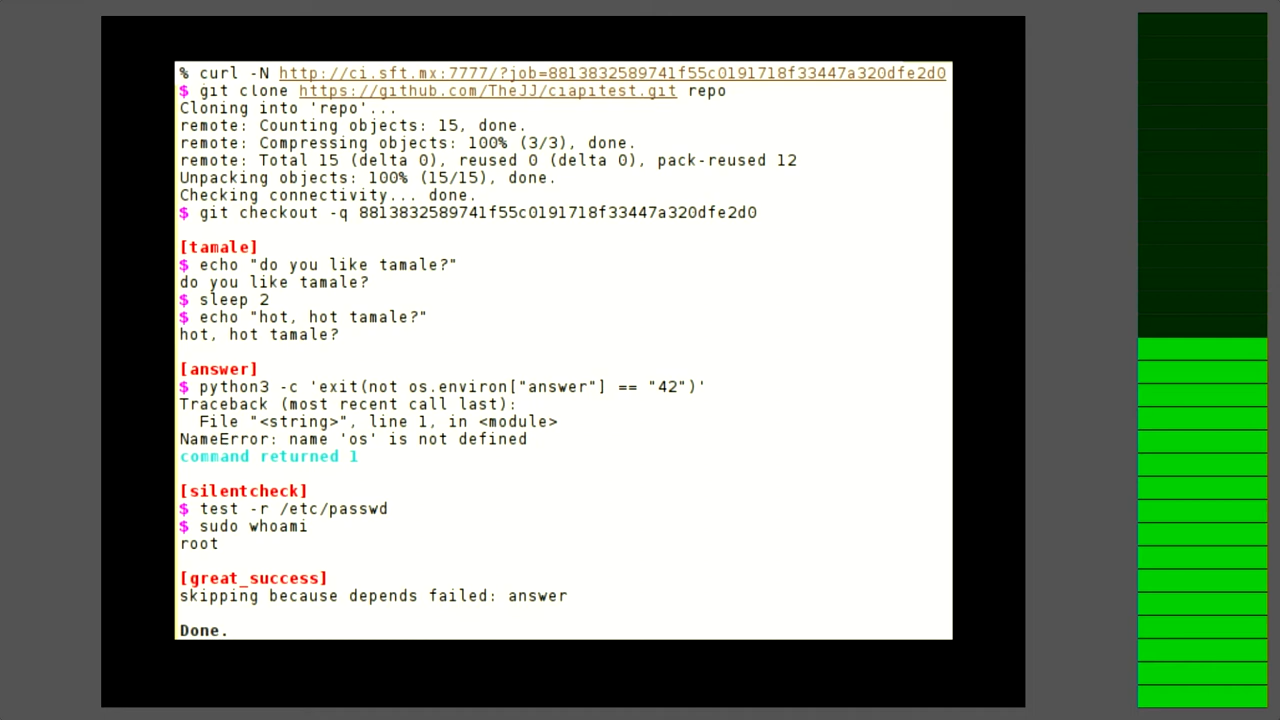 % curl -N http://ci.sft.mx:7777/?job=8813832589741f55c0191718f33447a320dfe2d0
$ git clone https://github.com/TheJJ/ciapitest.git repo
Cloning into 'repo'...
remote: Counting objects: 15, done.
remote: Compressing objects: 100% (3/3), done.
remote: Total 15 (delta 0), reused 0 (delta 0), pack-reused 12
Unpacking objects: 100% (15/15), done.
Checking connectivity... done.
$ git checkout -q 8813832589741f55c0191718f33447a320dfe2d0
[tamale]
$ echo "do you like tamale?"
do you like tamale?
$ sleep 2
$ echo "hot, hot tamale?"
hot, hot tamale?
[answer]
$ python3 -c 'exit(not os.environ["answer"] == "42")'
Traceback (most recent call last):
  File "<string>", line 1, in <module>
NameError: name 'os' is not defined
command returned 1
[silentcheck]
$ test -r /etc/passwd
$ sudo whoami
root
[great_success]
skipping because depends failed: answer
Done.